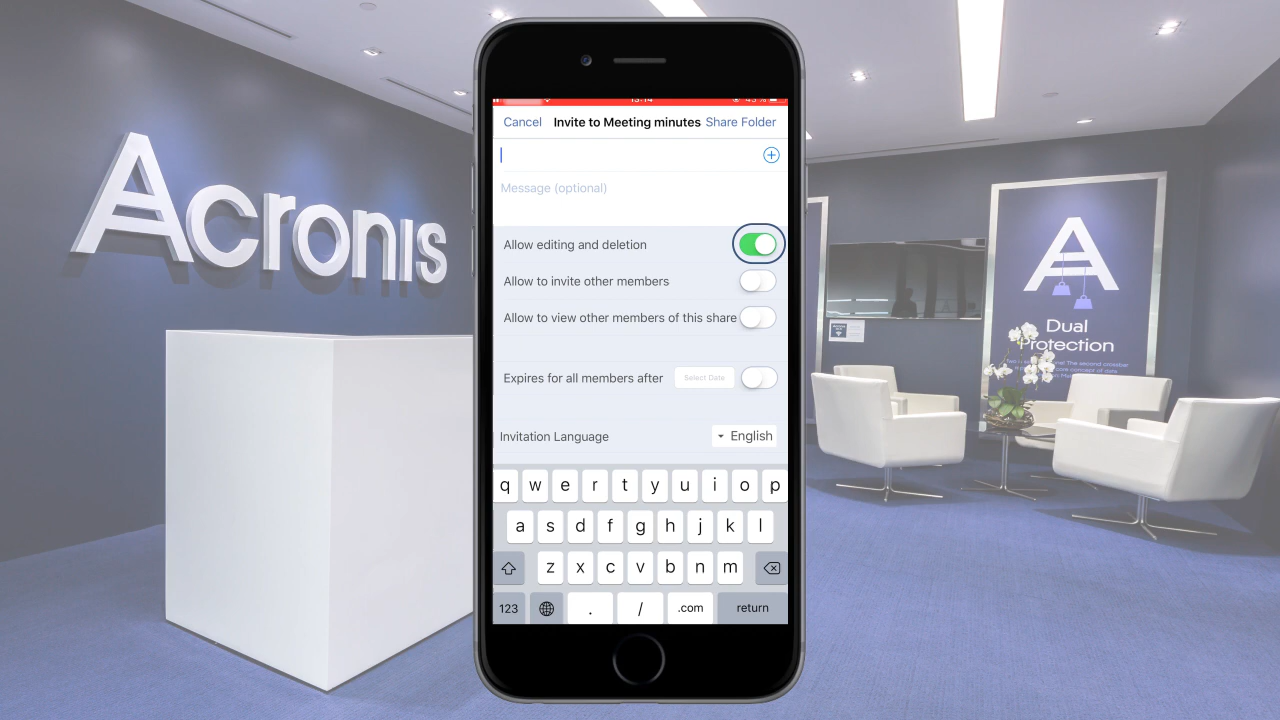 Acronis
13:14
Cancel Invite to Meeting minutes Share Folder
Message (optional)
Allow editing and deletion
Allow to invite other members
Allow to view other members of this share
Expires for all members after Select Date
Invitation Language English
q w e r t y u i o p
a s d f g h j k l
z x c v b n m
123 . / .com return
Dual
Protection